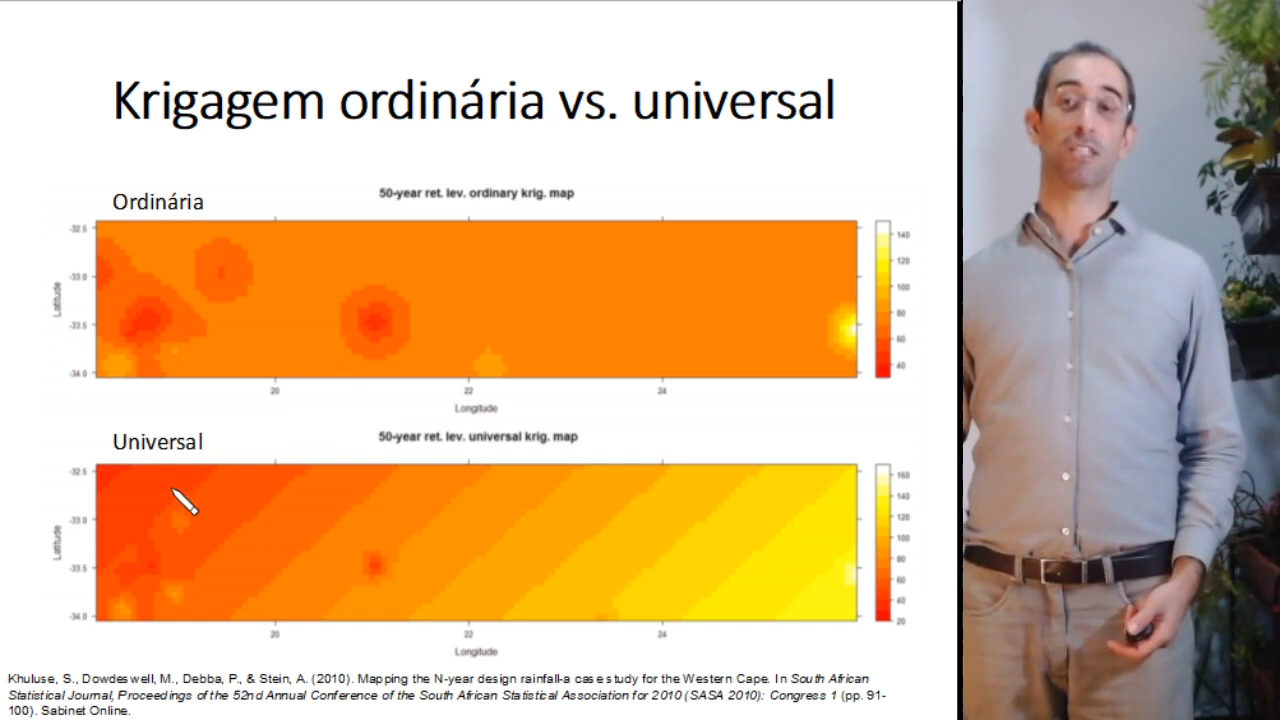 Krigagem ordinária vs. universal
Ordinária
50-year ret. lev. ordinary krig. map
-32.5
-33.0
-33.5
-34.0
Latitude
20
22
24
Longitude
140
120
100
80
60
40
Universal
50-year ret. lev. universal krig. map
-32.5
-33.0
-33.5
-34.0
Latitude
20
22
24
Longitude
160
140
120
100
80
60
40
20
Khuluse, S., Dowdeswell, M., Debba, P., & Stein, A. (2010). Mapping the N-year design rainfall-a case study for the Western Cape. In South African
Statistical Journal, Proceedings of the 52nd Annual Conference of the South African Statistical Association for 2010 (SASA 2010): Congress 1 (pp. 91-
100). Sabinet Online.